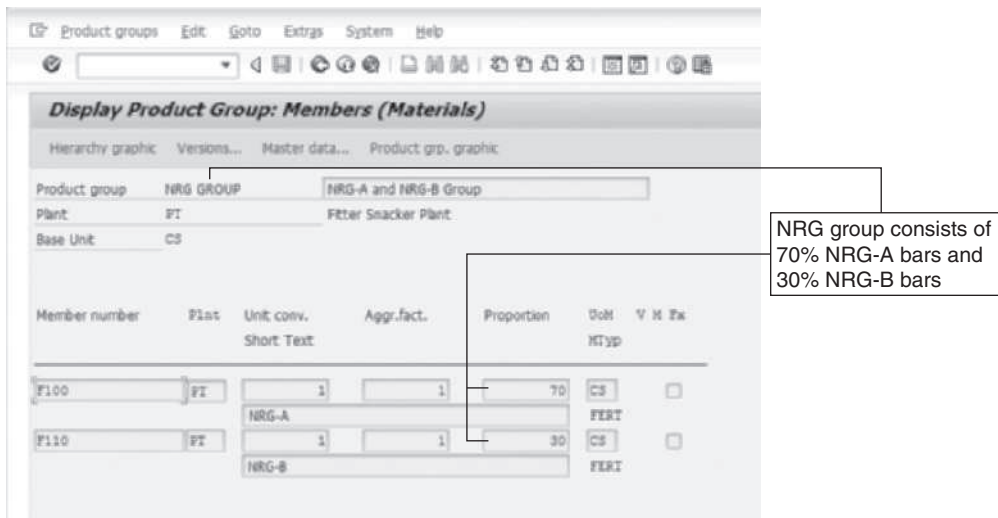 Product groups Edit Goto Extras System Help
Display Product Group: Members (Materials)
Hierarchy graphic Versions... Master data... Product grp. graphic
Product group NRG GROUP NRG-A and NRG-B Group
Plant PT Fitter Snacker Plant
Base Unit CS
NRG group consists of
70% NRG-A bars and
30% NRG-B bars
Member number Plnt Unit conv. Aggr.fact. Proportion UoM V M Fx
Short Text MTyp
F100 PT 1 1 70 CS
NRG-A FERT
F110 PT 1 1 30 CS
NRG-B FERT